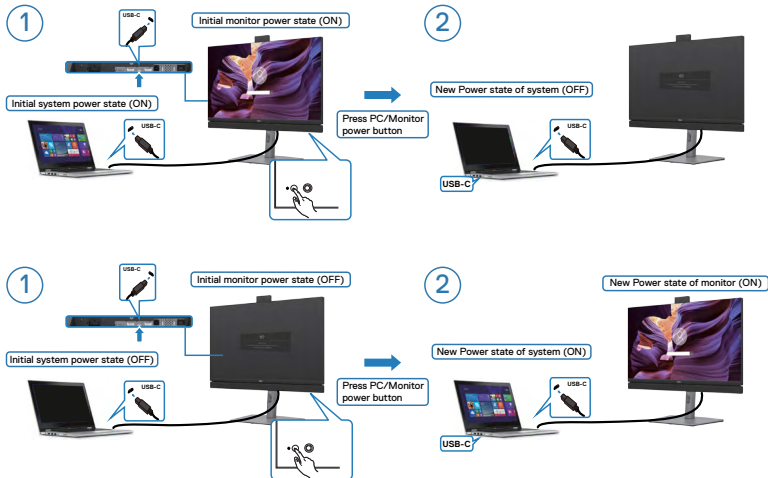 1
USB-C
Initial monitor power state (ON)
Initial system power state (ON)
USB-C
Press PC/Monitor
power button
2
New Power state of system (OFF)
USB-C
USB-C
1
USB-C
Initial monitor power state (OFF)
Initial system power state (OFF)
USB-C
Press PC/Monitor
power button
2
New Power state of monitor (ON)
New Power state of system (ON)
USB-C
USB-C